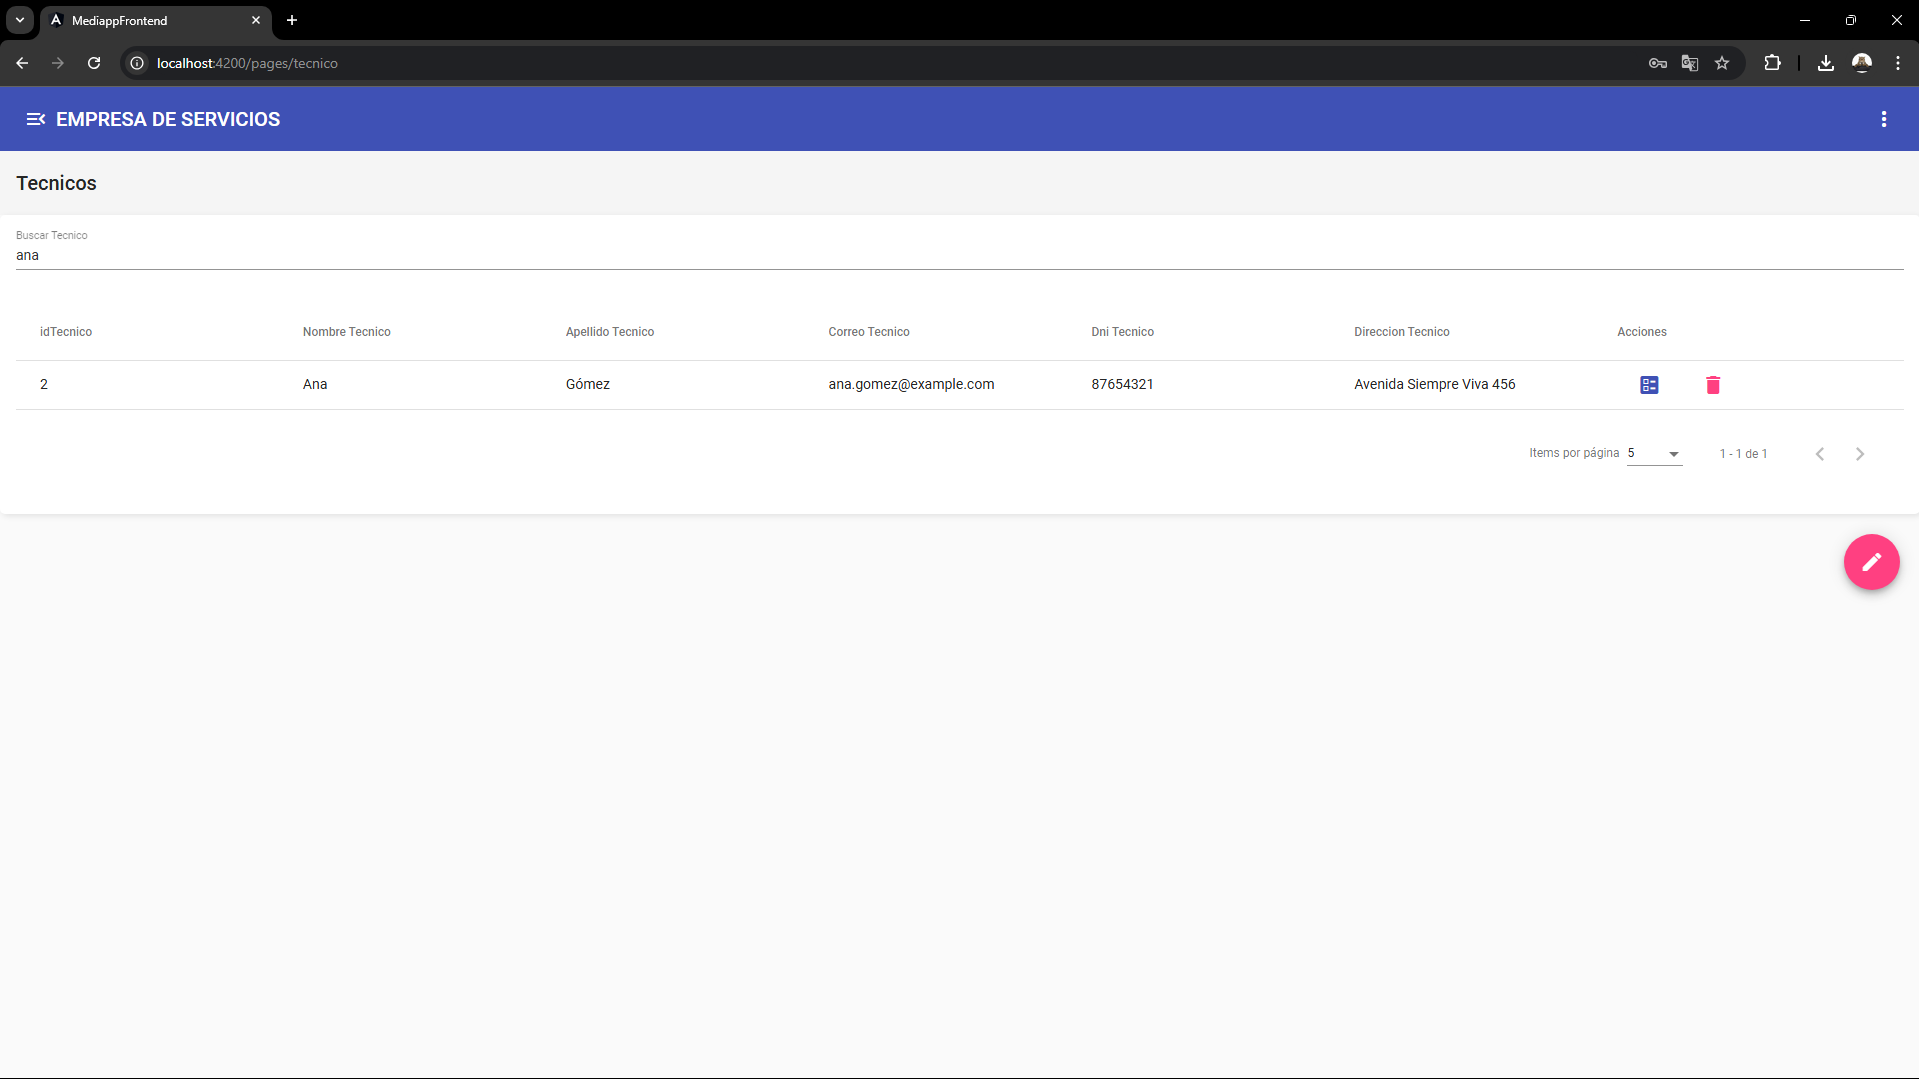 MediappFrontend
localhost:4200/pages/tecnico
EMPRESA DE SERVICIOS
Tecnicos
Buscar Tecnico
ana
idTecnico Nombre Tecnico Apellido Tecnico Correo Tecnico Dni Tecnico Direccion Tecnico Acciones
2 Ana Gómez ana.gomez@example.com 87654321 Avenida Siempre Viva 456
Items por página 5 1 - 1 de 1